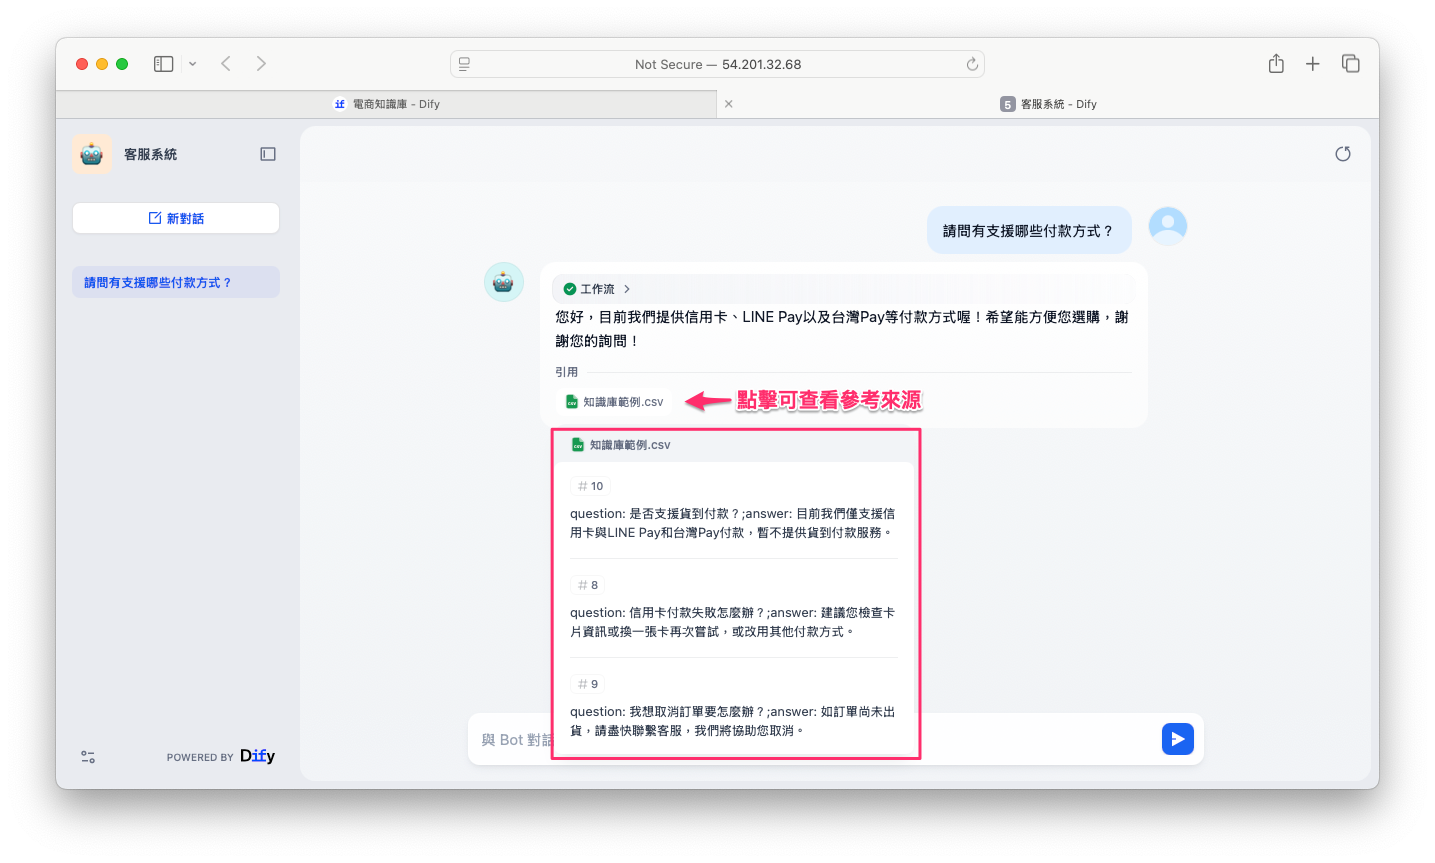 Not Secure — 54.201.32.68
電商知識庫 - Dify
5 客服系統 - Dify
客服系統
新對話
請問有支援哪些付款方式？
請問有支援哪些付款方式？
工作流
您好，目前我們提供信用卡、LINE Pay以及台灣Pay等付款方式喔！希望能方便您選購，謝
謝您的詢問！
引用
知識庫範例.csv
點擊可查看參考來源
知識庫範例.csv
# 10
question: 是否支援貨到付款？;answer: 目前我們僅支援信
用卡與LINE Pay和台灣Pay付款，暫不提供貨到付款服務。
# 8
question: 信用卡付款失敗怎麼辦？;answer: 建議您檢查卡
片資訊或換一張卡再次嘗試，或改用其他付款方式。
# 9
question: 我想取消訂單要怎麼辦？;answer: 如訂單尚未出
貨，請盡快聯繫客服，我們將協助您取消。
與 Bot 對話
POWERED BY Dify